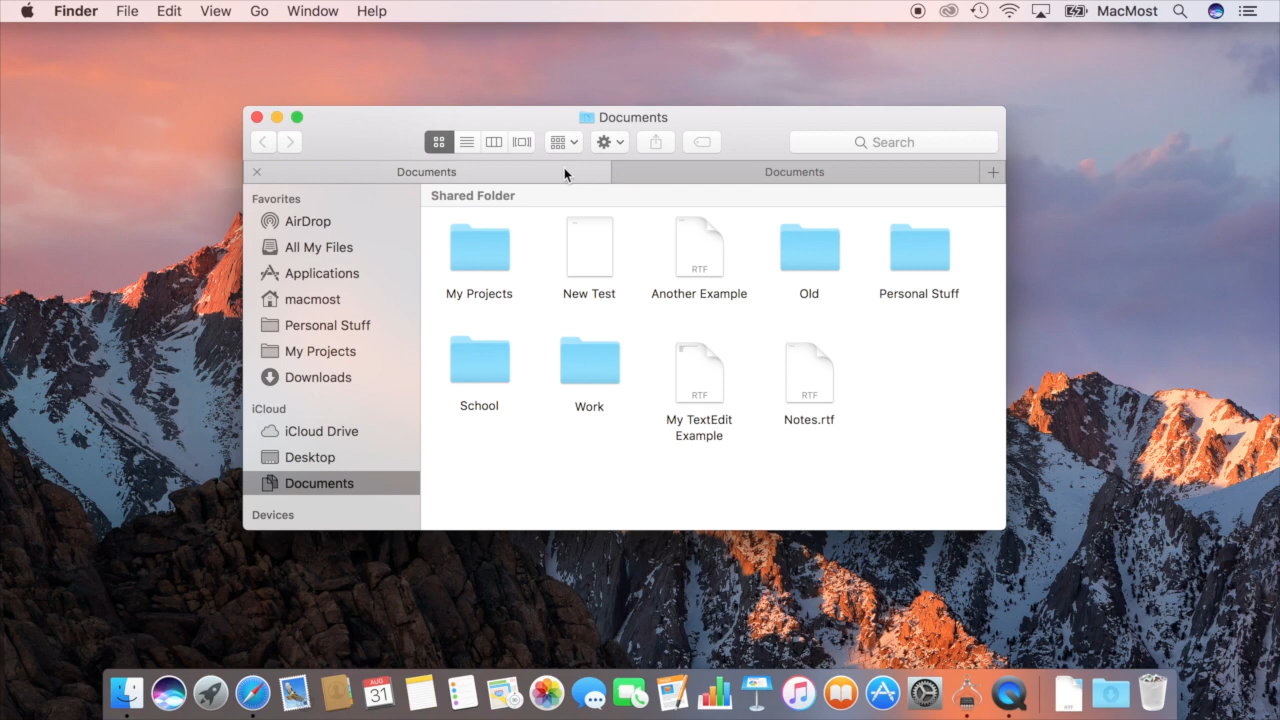 Finder File Edit View Go Window Help MacMost
Documents
Search
Documents Documents
Favorites
AirDrop
All My Files
Applications
macmost
Personal Stuff
My Projects
Downloads
iCloud
iCloud Drive
Desktop
Documents
Devices
Shared Folder
RTF
My Projects New Test Another Example Old Personal Stuff
RTF RTF
School Work My TextEdit Example Notes.rtf
AUG
31
RTF